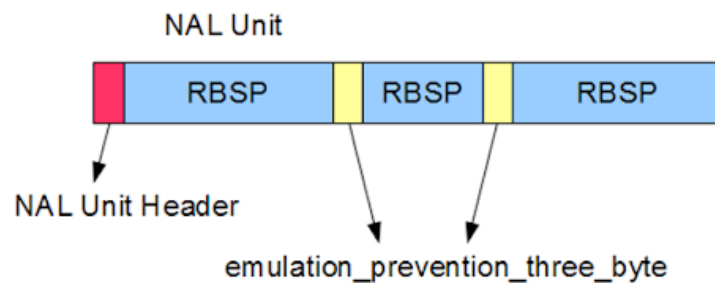 NAL Unit
RBSP RBSP RBSP
NAL Unit Header
emulation_prevention_three_byte